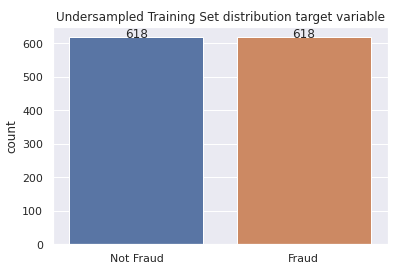 Undersampled Training Set distribution target variable
618 618
600
500
400
300
200
100
0
count
Not Fraud Fraud